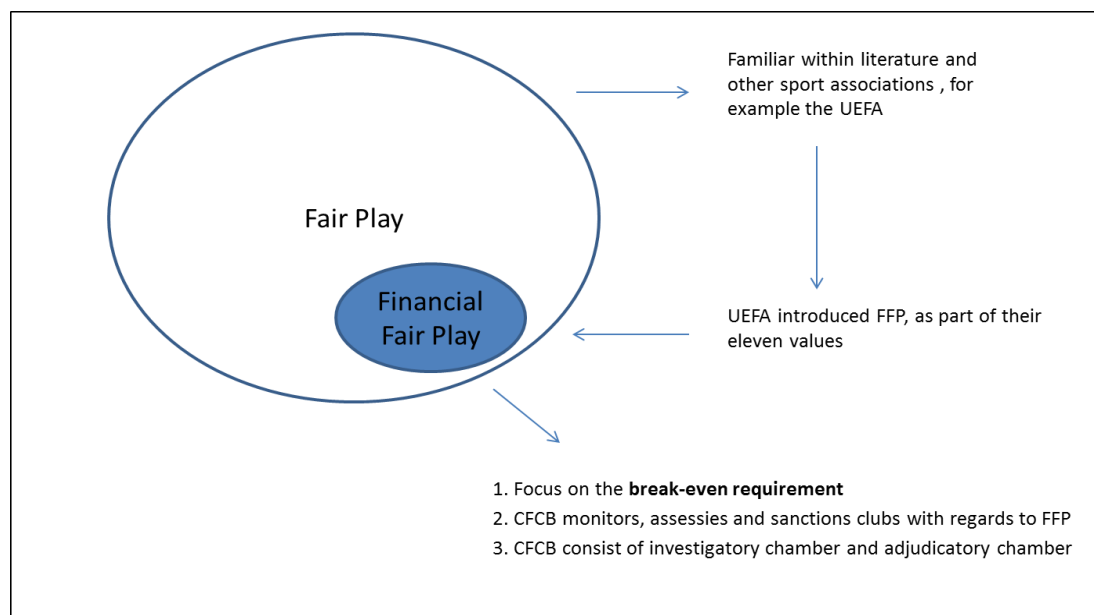 Familiar within literature and
other sport associations , for
example the UEFA
Fair Play
Financial
Fair Play
UEFA introduced FFP, as part of their
eleven values
1. Focus on the break-even requirement
2. CFCB monitors, assessies and sanctions clubs with regards to FFP
3. CFCB consist of investigatory chamber and adjudicatory chamber